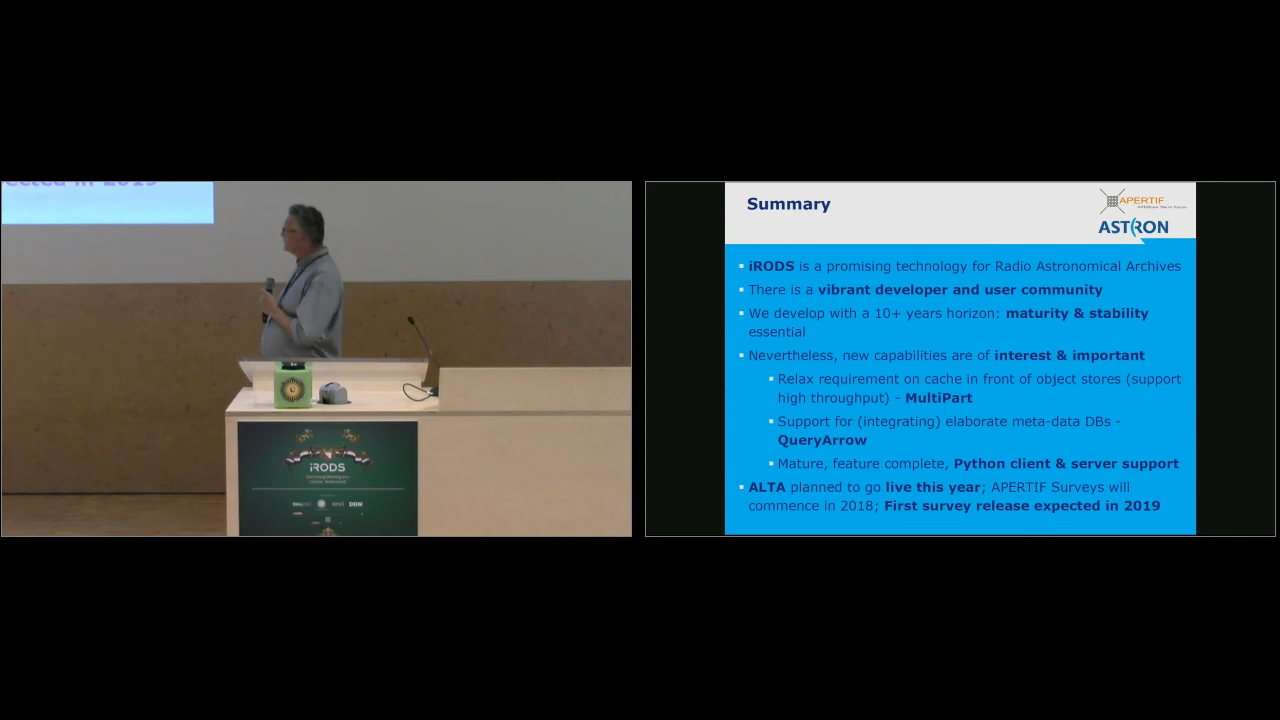 ected in 2019
iRODS
DDN
Summary
APERTIF
ASTRON
▪ iRODS is a promising technology for Radio Astronomical Archives
▪ There is a vibrant developer and user community
▪ We develop with a 10+ years horizon: maturity & stability
essential
▪ Nevertheless, new capabilities are of interest & important
▪ Relax requirement on cache in front of object stores (support
high throughput) - MultiPart
▪ Support for (integrating) elaborate meta-data DBs -
QueryArrow
▪ Mature, feature complete, Python client & server support
▪ ALTA planned to go live this year; APERTIF Surveys will
commence in 2018; First survey release expected in 2019